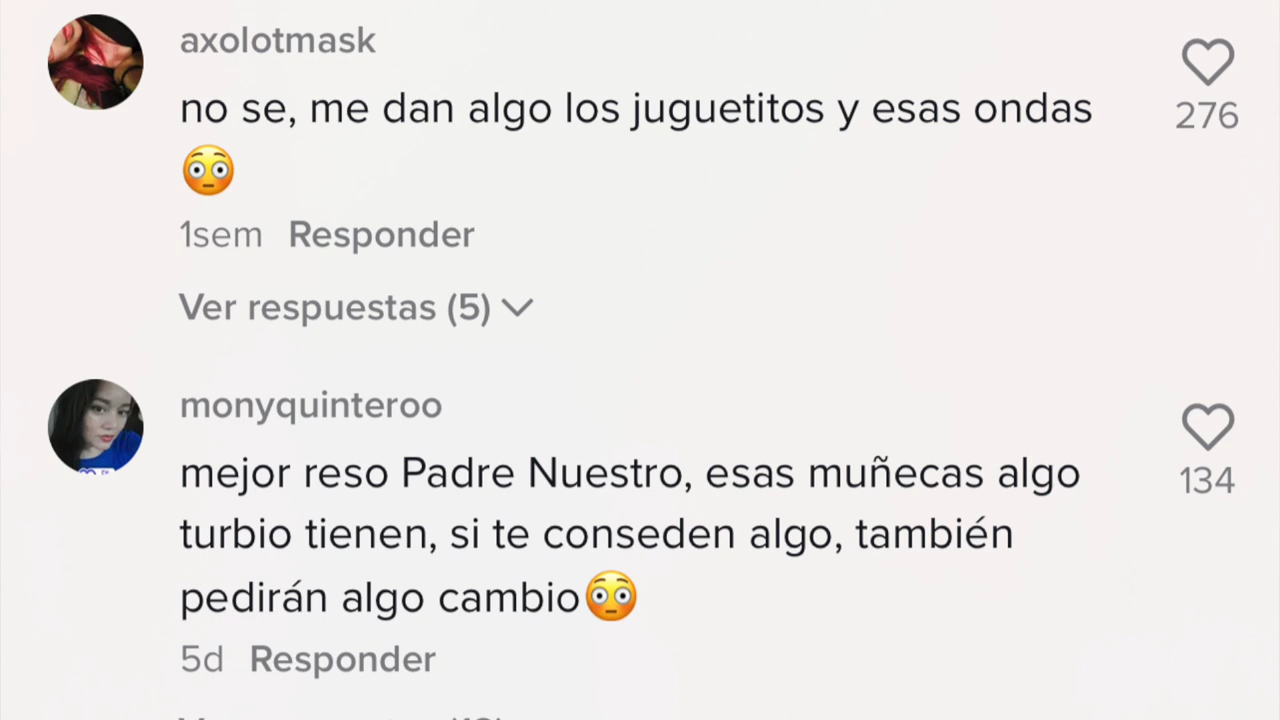 axolotmask
no se, me dan algo los juguetitos y esas ondas
😳
276
1sem Responder
Ver respuestas (5)
monyquinteroo
mejor reso Padre Nuestro, esas muñecas algo
turbio tienen, si te conseden algo, también
pedirán algo cambio😳
134
5d Responder